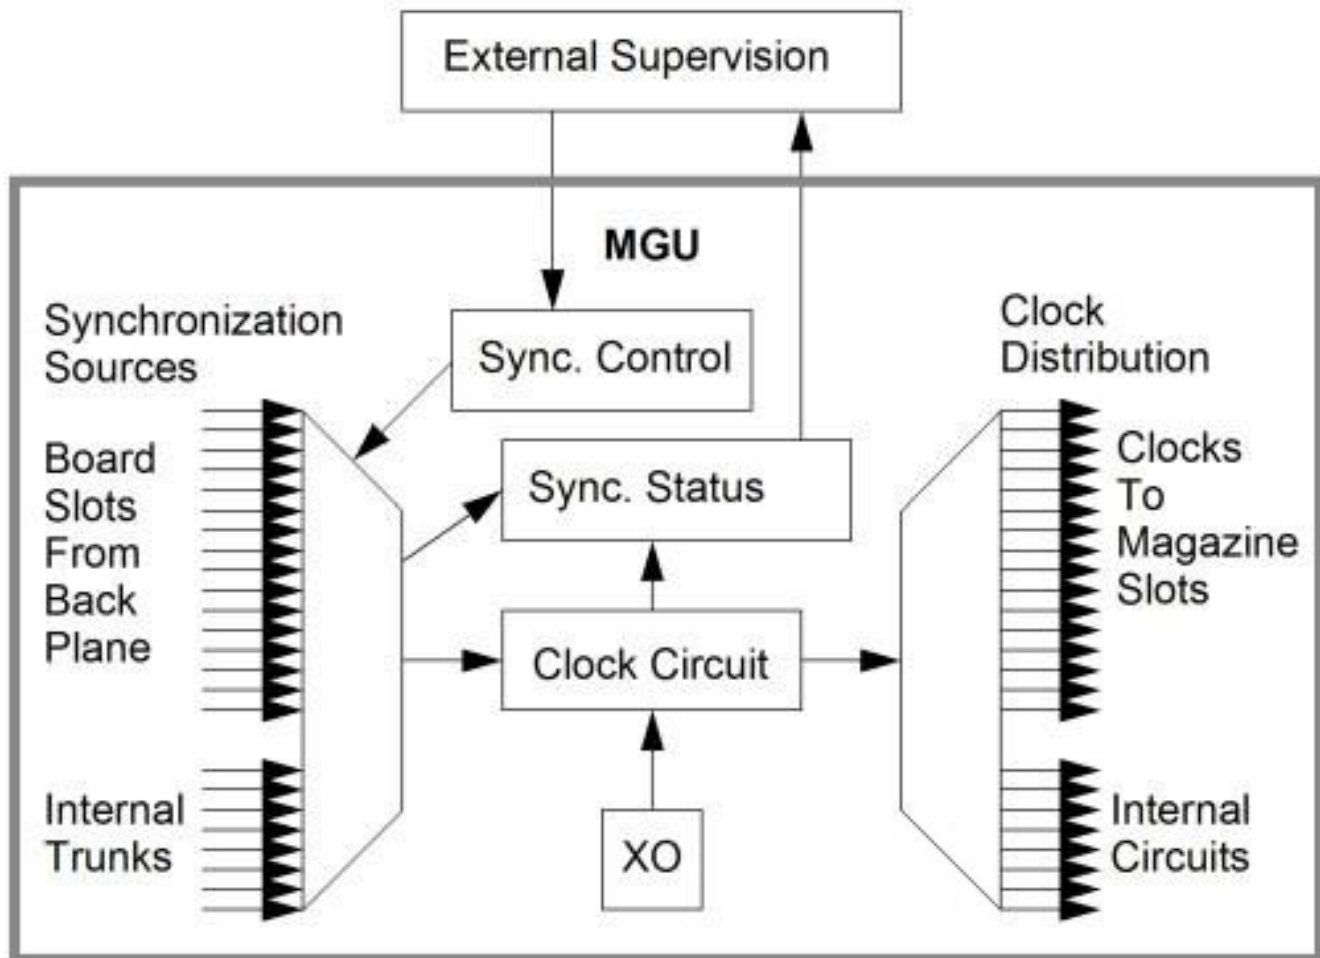 External Supervision
MGU
Synchronization
Sources
Clock
Distribution
Sync. Control
Board
Slots
From
Back
Plane
Sync. Status
Clocks
To
Magazine
Slots
Clock Circuit
Internal
Trunks
XO
Internal
Circuits